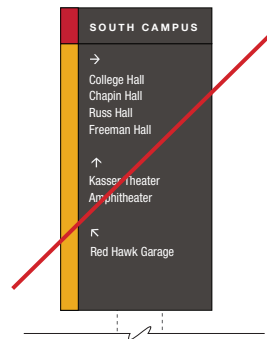 SOUTH CAMPUS
→
College Hall
Chapin Hall
Russ Hall
Freeman Hall
↑
Kasser Theater
Amphitheater
↖
Red Hawk Garage